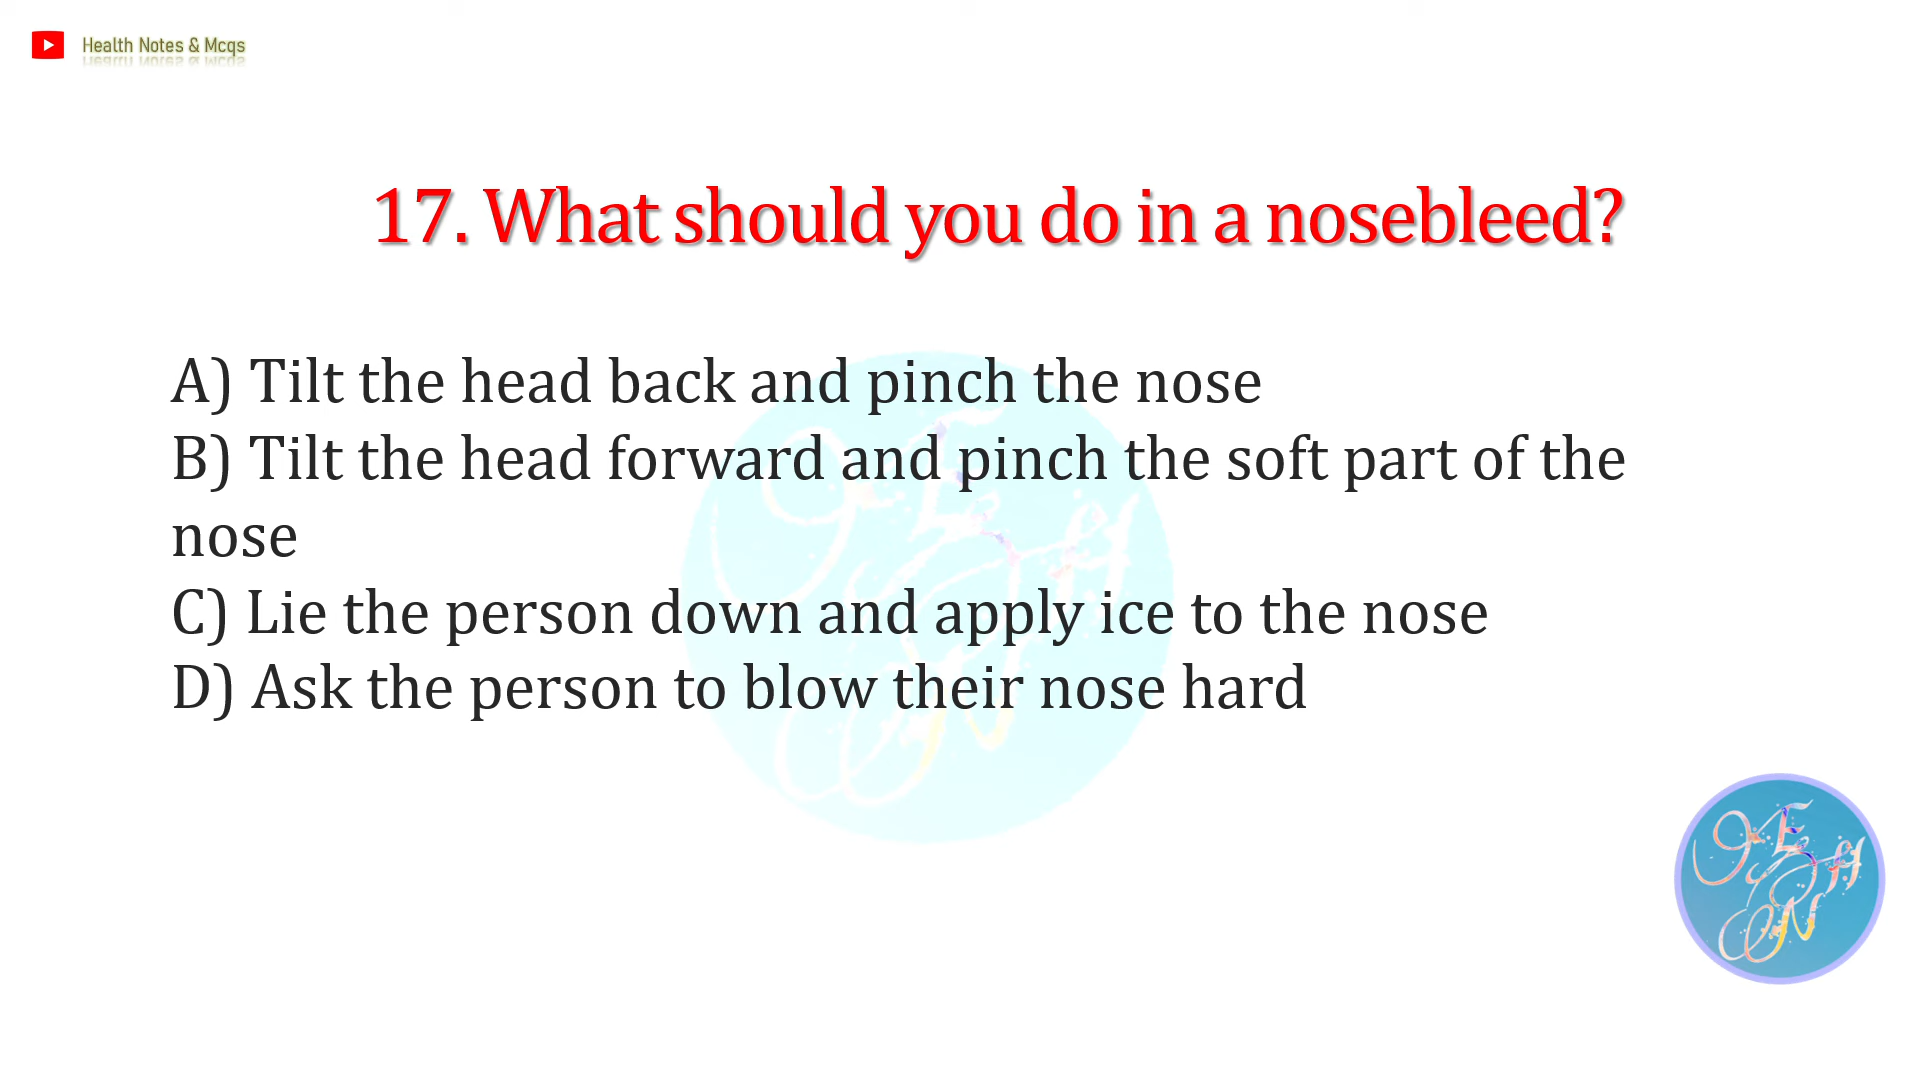 Health Notes & Mcqs
17. What should you do in a nosebleed?
A) Tilt the head back and pinch the nose
B) Tilt the head forward and pinch the soft part of the
nose
C) Lie the person down and apply ice to the nose
D) Ask the person to blow their nose hard